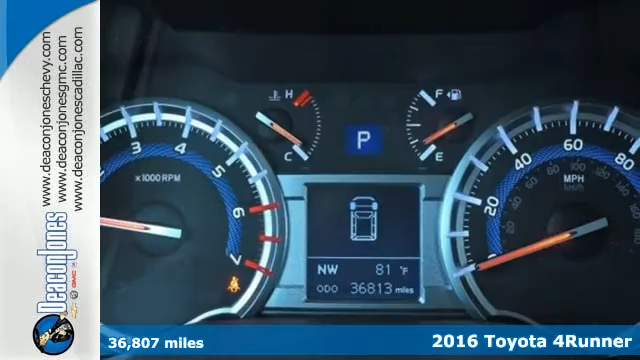 www.deaconjoneschevy.com
www.deaconjonesgmc.com
www.deaconjonescadillac.com
DeaconJones
GMC
H
C
P
F
E
3
4
5
6
7
x1000 RPM
20
40
60
80
MPH
km/h
NW 81 °F
ODO 36813 miles
36,807 miles
2016 Toyota 4Runner